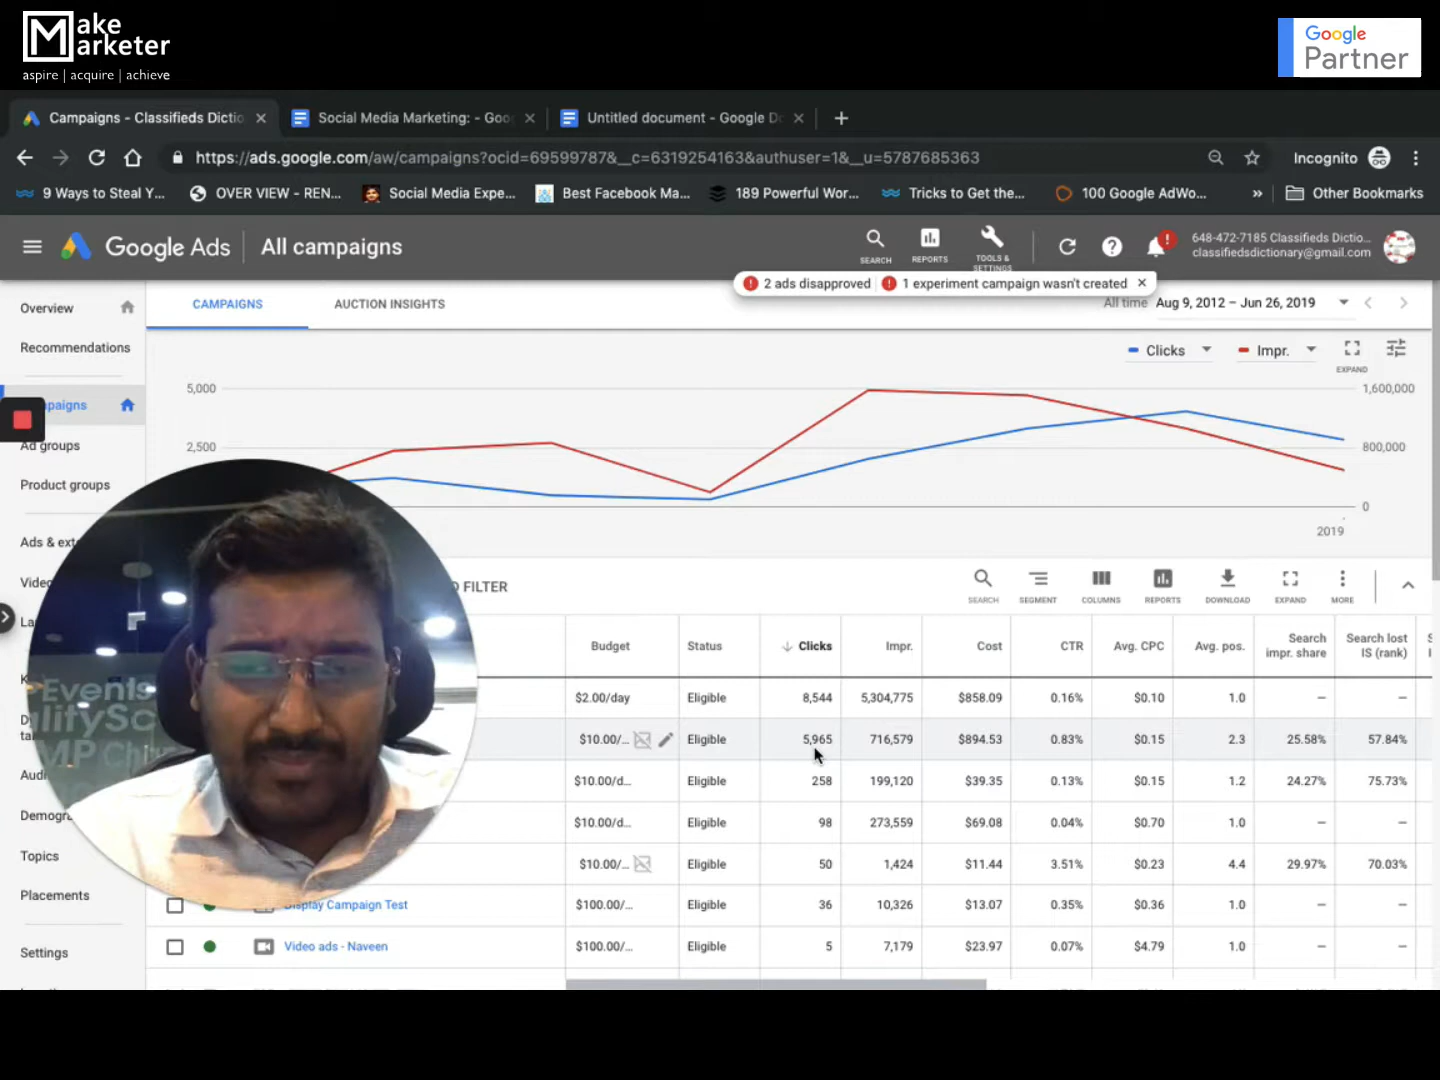 Make Marketer
aspire | acquire | achieve
Google Partner
Campaigns - Classifieds Dictio
Social Media Marketing: - Goo
Untitled document - Google D
https://ads.google.com/aw/campaigns?ocid=69599787&__c=6319254163&authuser=1&__u=5787685363
Incognito
9 Ways to Steal Y...
OVER VIEW - REN...
Social Media Expe...
Best Facebook Ma...
189 Powerful Wor...
Tricks to Get the...
100 Google AdWo...
»
Other Bookmarks
Google Ads
All campaigns
SEARCH
REPORTS
TOOLS & SETTINGS
648-472-7185 Classifieds Dictio...
classifiedsdictionary@gmail.com
2 ads disapproved
1 experiment campaign wasn't created
Overview
Recommendations
paigns
Ad groups
Product groups
Ads & ext
Video
La
K
D
ta
Audi
Demogra
Topics
Placements
Settings
CAMPAIGNS
AUCTION INSIGHTS
All time Aug 9, 2012 – Jun 26, 2019
Clicks
Impr.
EXPAND
5,000
1,600,000
2,500
800,000
0
2019
D FILTER
SEARCH
SEGMENT
COLUMNS
REPORTS
DOWNLOAD
EXPAND
MORE
Budget Status Clicks Impr. Cost CTR Avg. CPC Avg. pos. Search impr. share Search lost IS (rank)
$2.00/day Eligible 8,544 5,304,775 $858.09 0.16% $0.10 1.0 – –
$10.00/... Eligible 5,965 716,579 $894.53 0.83% $0.15 2.3 25.58% 57.84%
$10.00/d... Eligible 258 199,120 $39.35 0.13% $0.15 1.2 24.27% 75.73%
$10.00/d... Eligible 98 273,559 $69.08 0.04% $0.70 1.0 – –
$10.00/... Eligible 50 1,424 $11.44 3.51% $0.23 4.4 29.97% 70.03%
Display Campaign Test $100.00/... Eligible 36 10,326 $13.07 0.35% $0.36 1.0 – –
Video ads - Naveen $100.00/... Eligible 5 7,179 $23.97 0.07% $4.79 1.0 – –
Events
lifySc
MP Ch